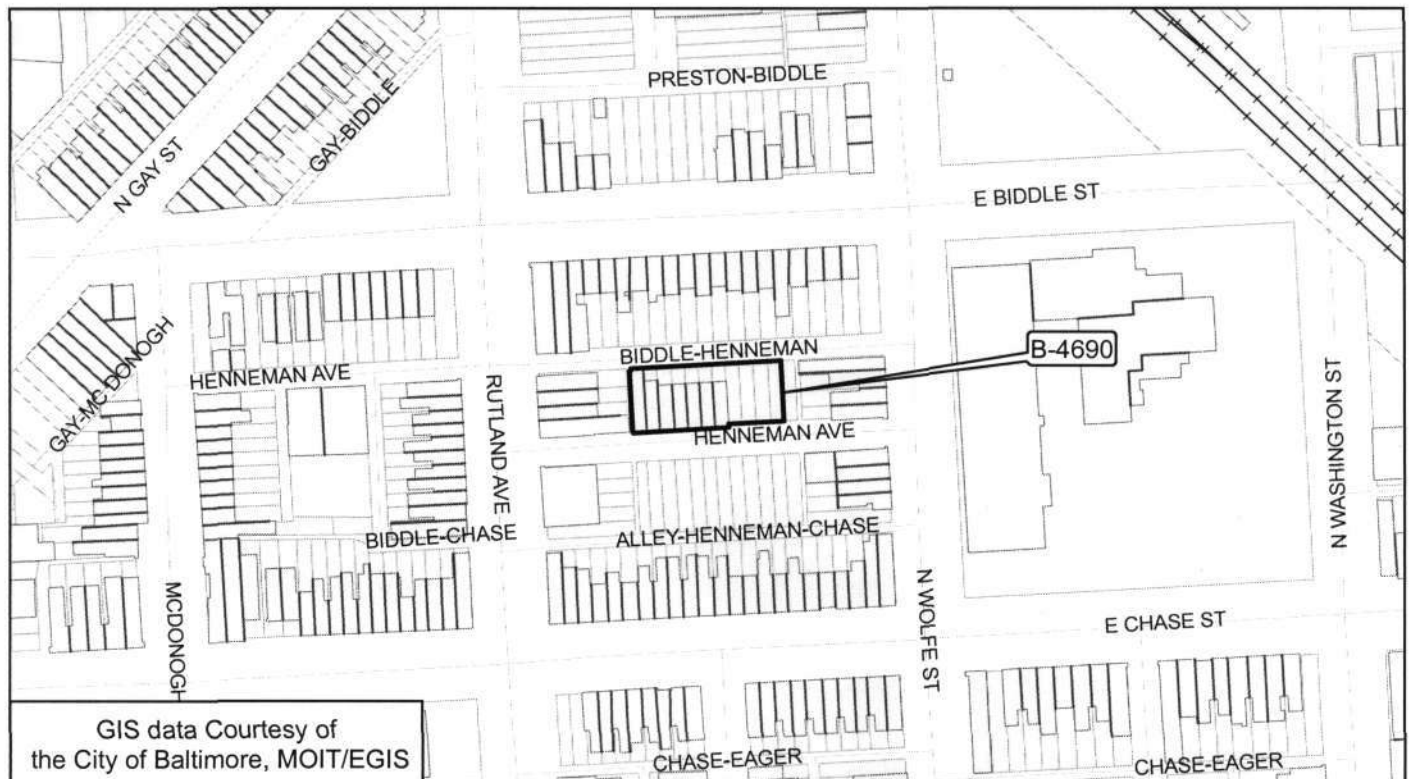 PRESTON-BIDDLE
N GAY ST
GAY-BIDDLE
E BIDDLE ST
BIDDLE-HENNEMAN
B-4690
HENNEMAN AVE
GAY-MC DONOGH
RUTLAND AVE
HENNEMAN AVE
N WASHINGTON ST
BIDDLE-CHASE
ALLEY-HENNEMAN-CHASE
MCDONOGH
N WOLFE ST
E CHASE ST
GIS data Courtesy of
the City of Baltimore, MOIT/EGIS
CHASE-EAGER
CHASE-EAGER